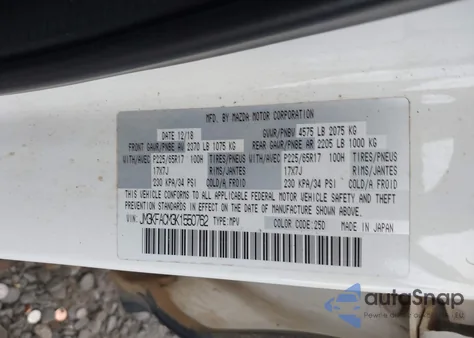 MFD. BY MAZDA MOTOR CORPORATION
DATE 12/18 GVWR/PNBV 4575 LB 2075 KG
FRONT GAWR/PNBE AV 2370 LB 1075 KG REAR GAWR/PNBE AR 2205 LB 1000 KG
WITH/AVEC P225/65R17 100H TIRES/PNEUS WITH/AVEC P225/65R17 100H TIRES/PNEUS
17X7J RIMS/JANTES 17X7J RIMS/JANTES
230 KPA/34 PSI COLD/A FROID 230 KPA/34 PSI COLD/A FROID
THIS VEHICLE CONFORMS TO ALL APPLICABLE FEDERAL MOTOR VEHICLE SAFETY AND THEFT
PREVENTION STANDARDS IN EFFECT ON THE DATE OF MANUFACTURE SHOWN ABOVE.
VIN: JM3KFACM3K1550762 TYPE:MPV COLOR CODE:25D MADE IN JAPAN
autoSnap
POWERED BY